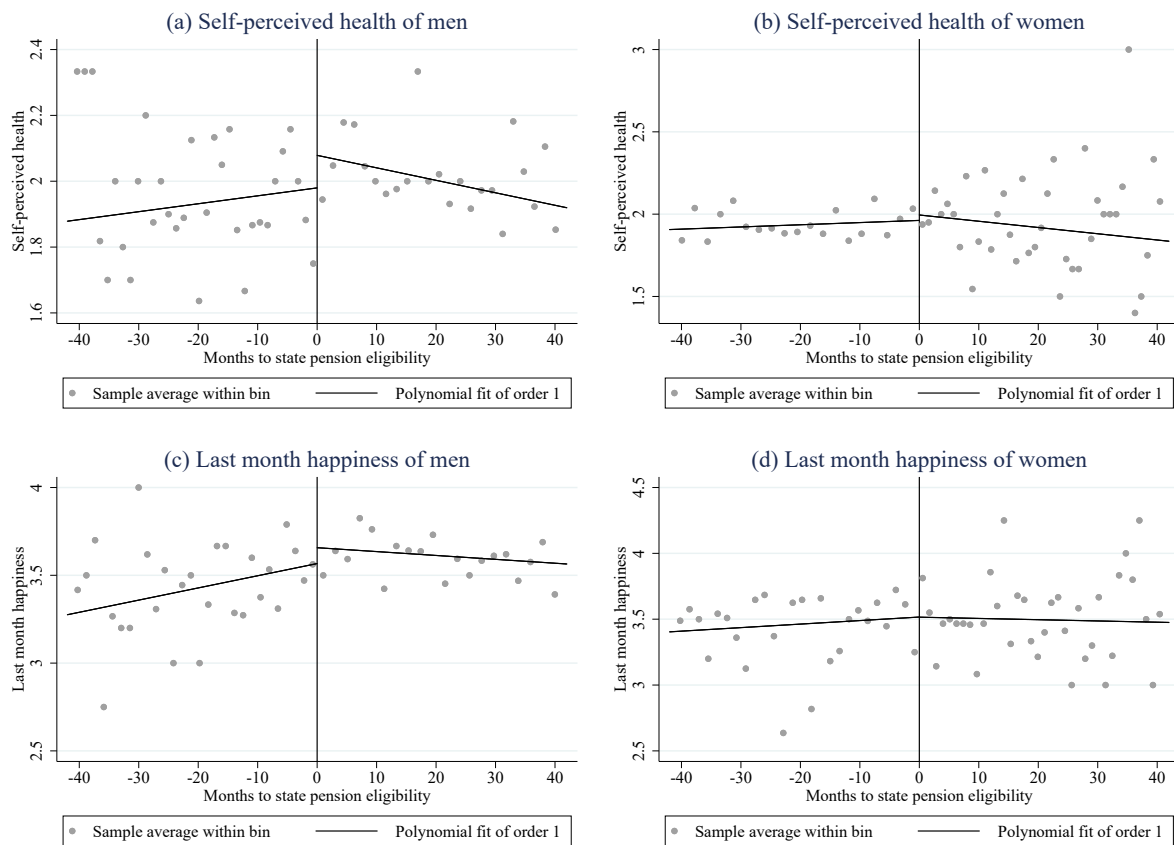 (a) Self-perceived health of men
2.4
2.2
2
1.8
1.6
Self-perceived health
-40 -30 -20 -10 0 10 20 30 40
Months to state pension eligibility
Sample average within bin Polynomial fit of order 1
(b) Self-perceived health of women
3
2.5
2
1.5
Self-perceived health
-40 -30 -20 -10 0 10 20 30 40
Months to state pension eligibility
Sample average within bin Polynomial fit of order 1
(c) Last month happiness of men
4
3.5
3
2.5
Last month happiness
-40 -30 -20 -10 0 10 20 30 40
Months to state pension eligibility
Sample average within bin Polynomial fit of order 1
(d) Last month happiness of women
4.5
4
3.5
3
2.5
Last month happiness
-40 -30 -20 -10 0 10 20 30 40
Months to state pension eligibility
Sample average within bin Polynomial fit of order 1